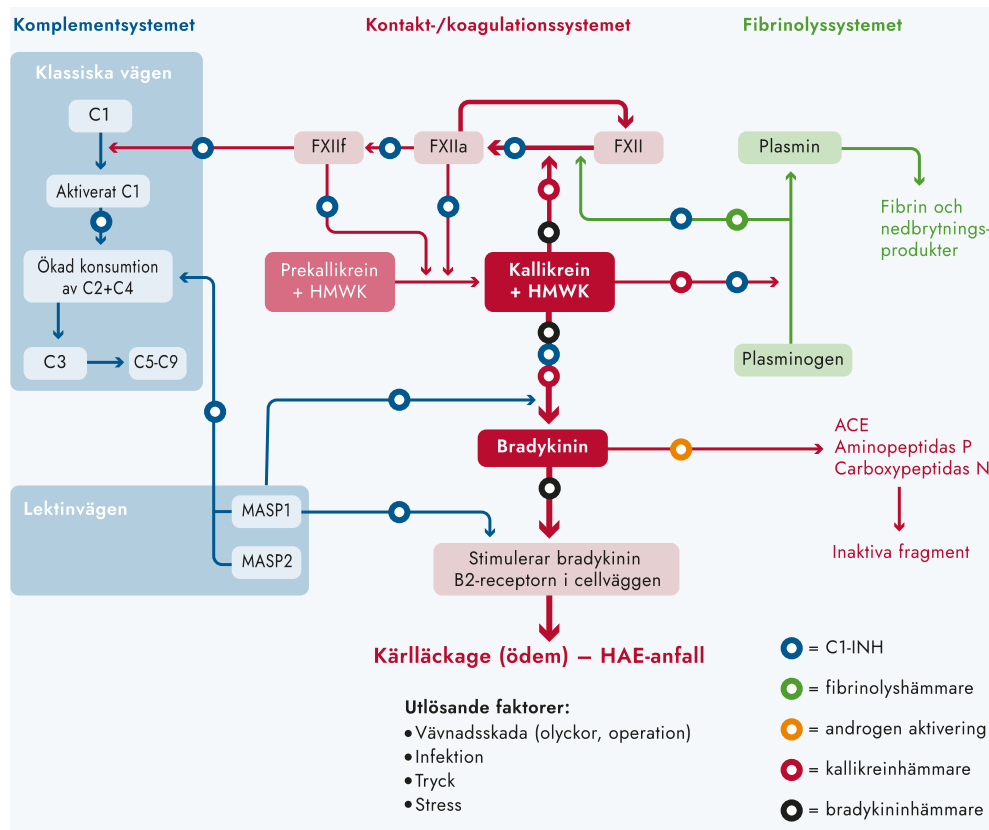 Komplementsystemet
Kontakt-/koagulationssystemet
Fibrinolyssystemet
Klassiska vägen
C1
Aktiverat C1
Ökad konsumtion
av C2+C4
C3
C5-C9
FXIIf
FXIIa
FXII
Plasmin
Fibrin och
nedbrytnings-
produkter
Prekallikrein
+ HMWK
Kallikrein
+ HMWK
Plasminogen
Bradykinin
ACE
Aminopeptidas P
Carboxypeptidas N
Inaktiva fragment
Lektinvägen
MASP1
MASP2
Stimulerar bradykinin
B2-receptorn i cellväggen
Kärlläckage (ödem) – HAE-anfall
Utlösande faktorer:
• Vävnadsskada (olyckor, operation)
• Infektion
• Tryck
• Stress
= C1-INH
= fibrinolyshämmare
= androgen aktivering
= kallikreinhämmare
= bradykininhämmare